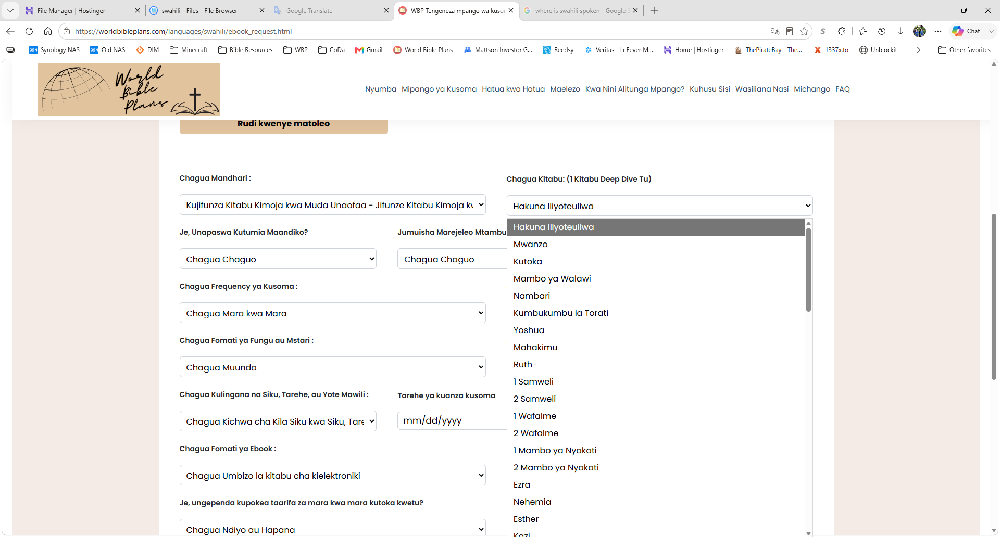 File Manager | Hostinger
swahili - Files - File Browser
Google Translate
WBP Tengeneza mpango wa kusor
where is swahili spoken - Google S
https://worldbibleplans.com/languages/swahili/ebook_request.html
Chat
Synology NAS
Old NAS
DIM
Minecraft
Bible Resources
WBP
CoDa
Gmail
World Bible Plans
Mattson Investor G...
Reedsy
Veritas - LeFever M...
Home | Hostinger
ThePirateBay - The...
1337x.to
Unblockit
Other favorites
World
Bible
Plans
Nyumba Mipango ya Kusoma Hatua kwa Hatua Maelezo Kwa Nini Alitunga Mpango? Kuhusu Sisi Wasiliana Nasi Michango FAQ
Rudi kwenye matoleo
Chagua Mandhari :
Kujifunza Kitabu Kimoja kwa Muda Unaofaa - Jifunze Kitabu Kimoja kv
Chagua Kitabu: (1 Kitabu Deep Dive Tu)
Hakuna Iliyoteuliwa
Je, Unapaswa Kutumia Maandiko?
Chagua Chaguo
Jumuisha Marejeleo Mtambu
Chagua Chaguo
Chagua Frequency ya Kusoma :
Chagua Mara kwa Mara
Chagua Fomati ya Fungu au Mstari :
Chagua Muundo
Chagua Kulingana na Siku, Tarehe, au Yote Mawili :
Chagua Kichwa cha Kila Siku kwa Siku, Tare
Tarehe ya kuanza kusoma
mm/dd/yyyy
Chagua Fomati ya Ebook :
Chagua Umbizo la kitabu cha kielektroniki
Je, ungependa kupokea taarifa za mara kwa mara kutoka kwetu?
Chagua Ndiyo au Hapana
Hakuna Iliyoteuliwa
Mwanzo
Kutoka
Mambo ya Walawi
Nambari
Kumbukumbu la Torati
Yoshua
Mahakimu
Ruth
1 Samweli
2 Samweli
1 Wafalme
2 Wafalme
1 Mambo ya Nyakati
2 Mambo ya Nyakati
Ezra
Nehemia
Esther
Kazi